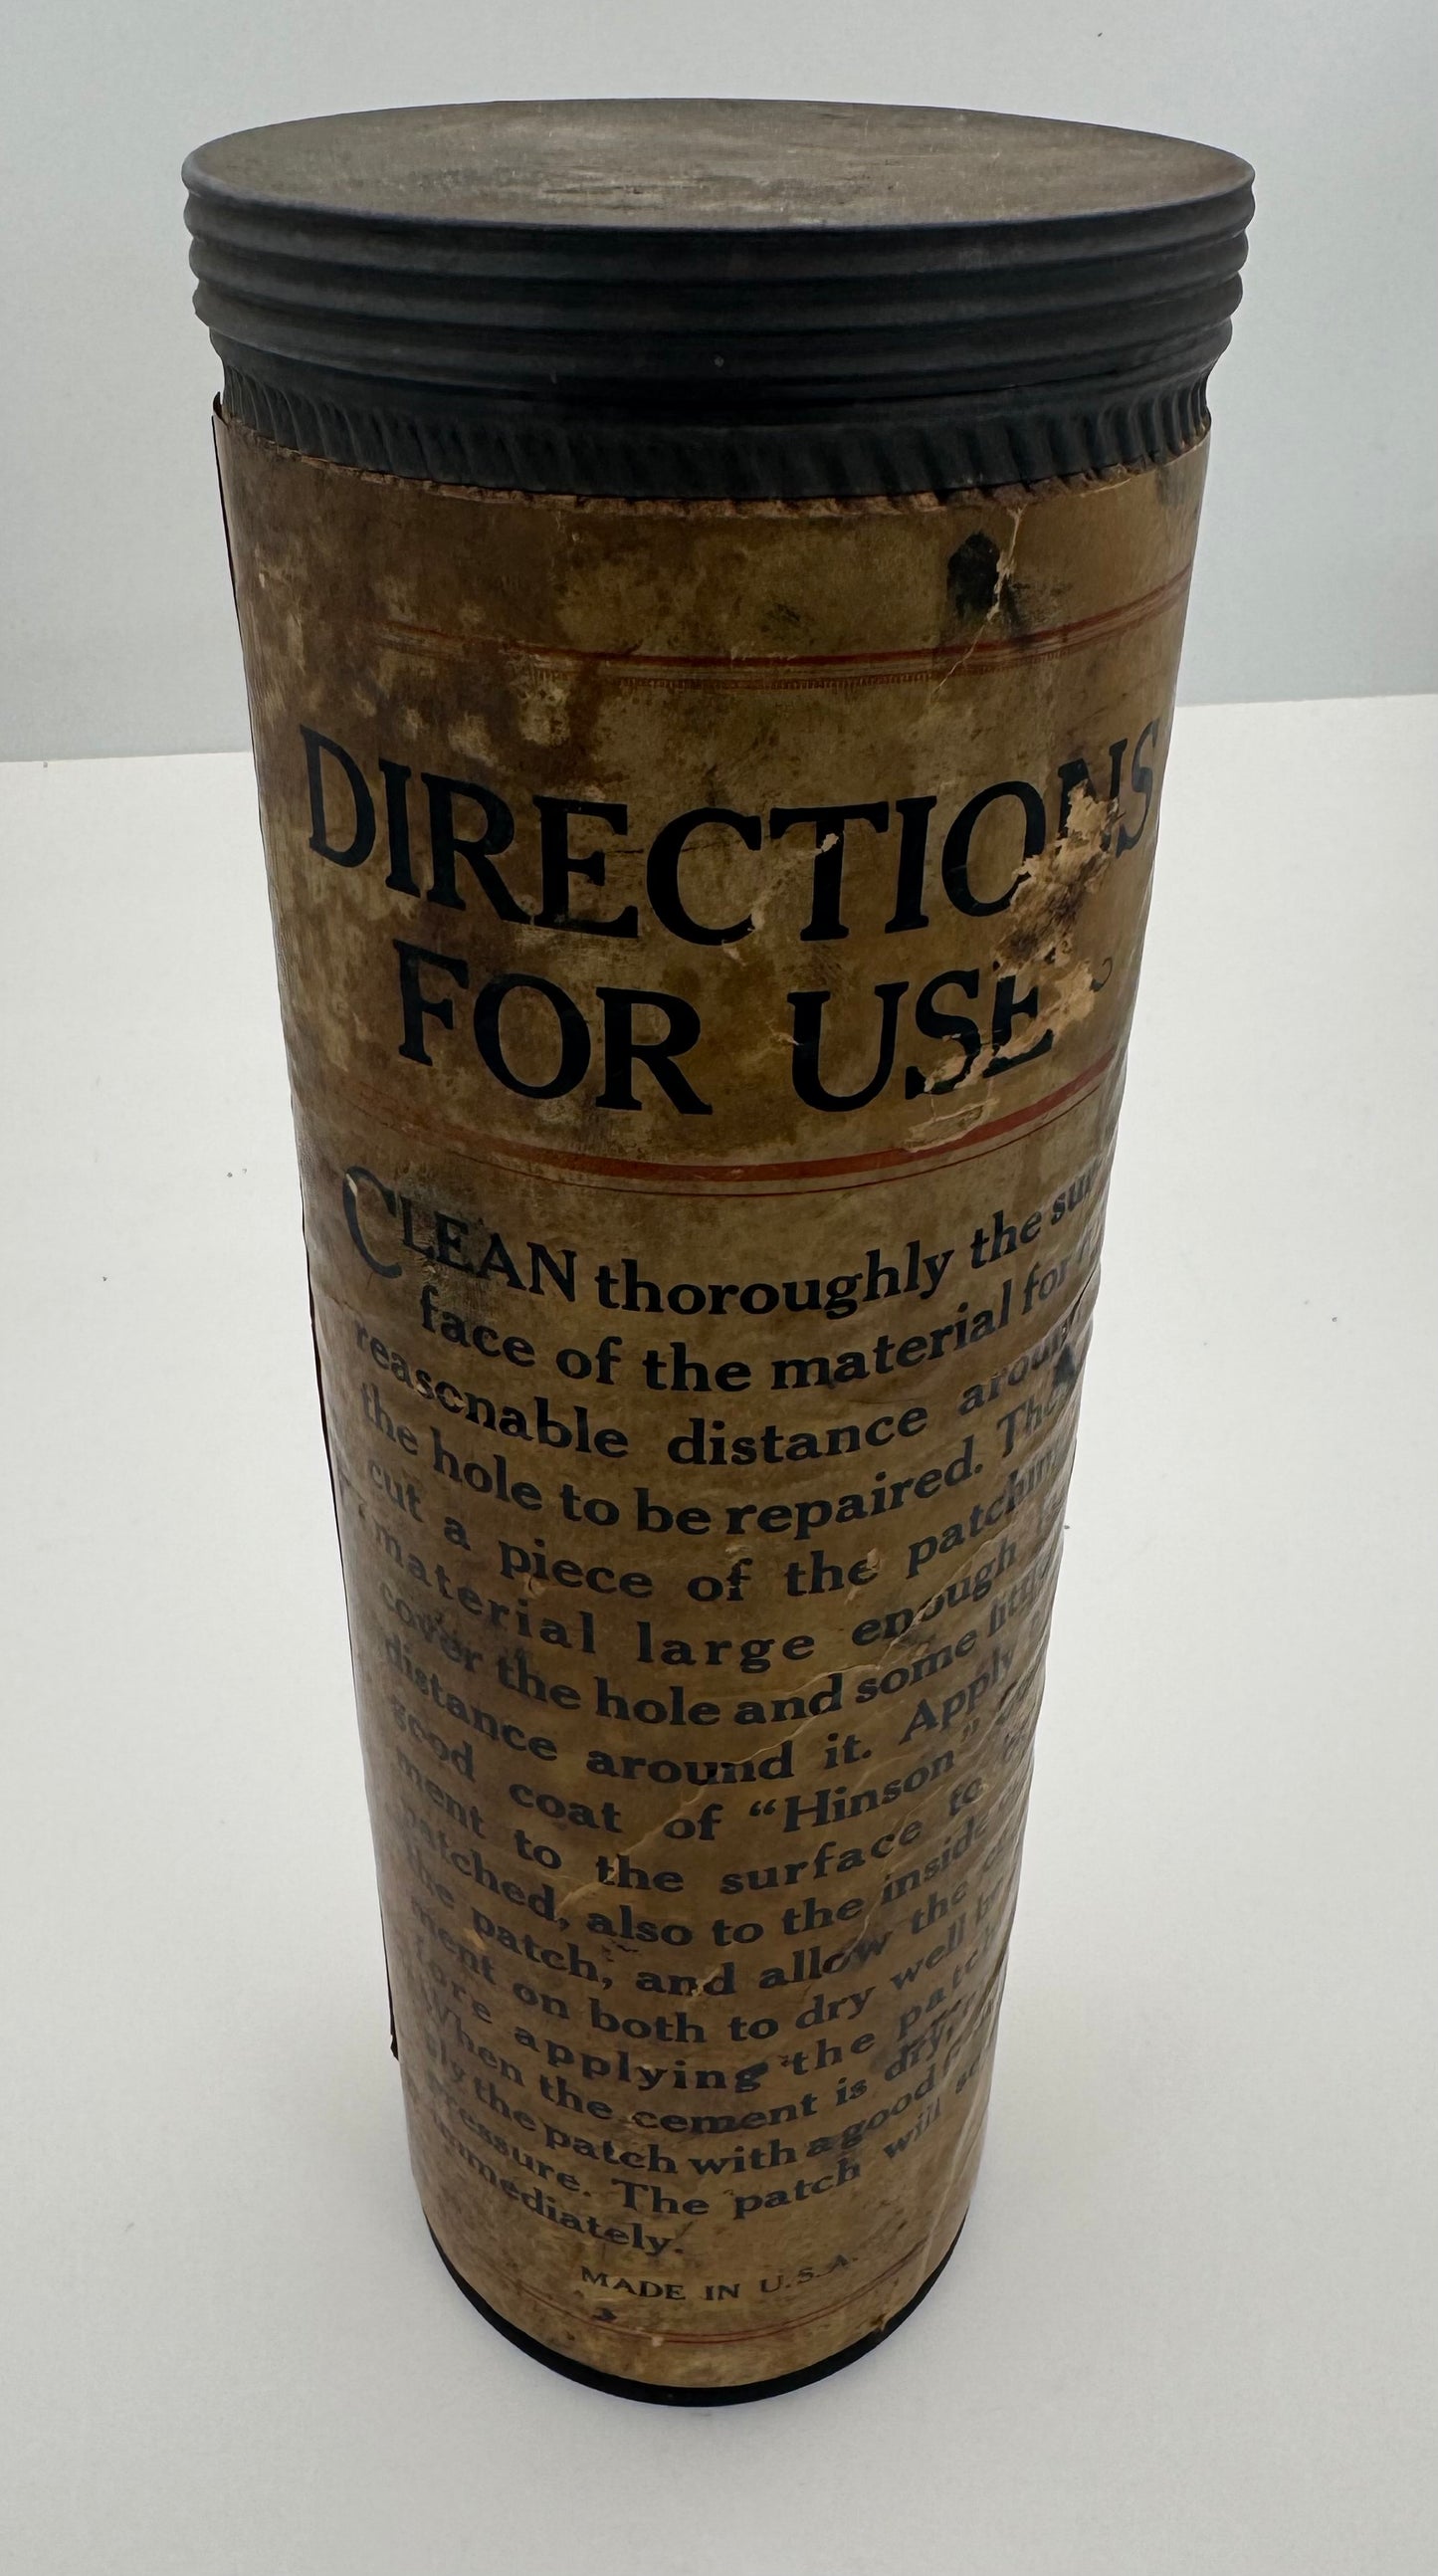 DIRECTIONS
FOR USE
CLEAN thoroughly the sur-
face of the material for
reasonable distance around
the hole to be repaired. Then
cut a piece of the patching
material large enough
cover the hole and some little
distance around it. Apply
good coat of “Hinson”
ment to the surface to
patched, also to the inside
the patch, and allow the
ment on both to dry well
fore applying the patch
When the cement is dry,
the patch with a good
pressure. The patch will
immediately.
MADE IN U.S.A.